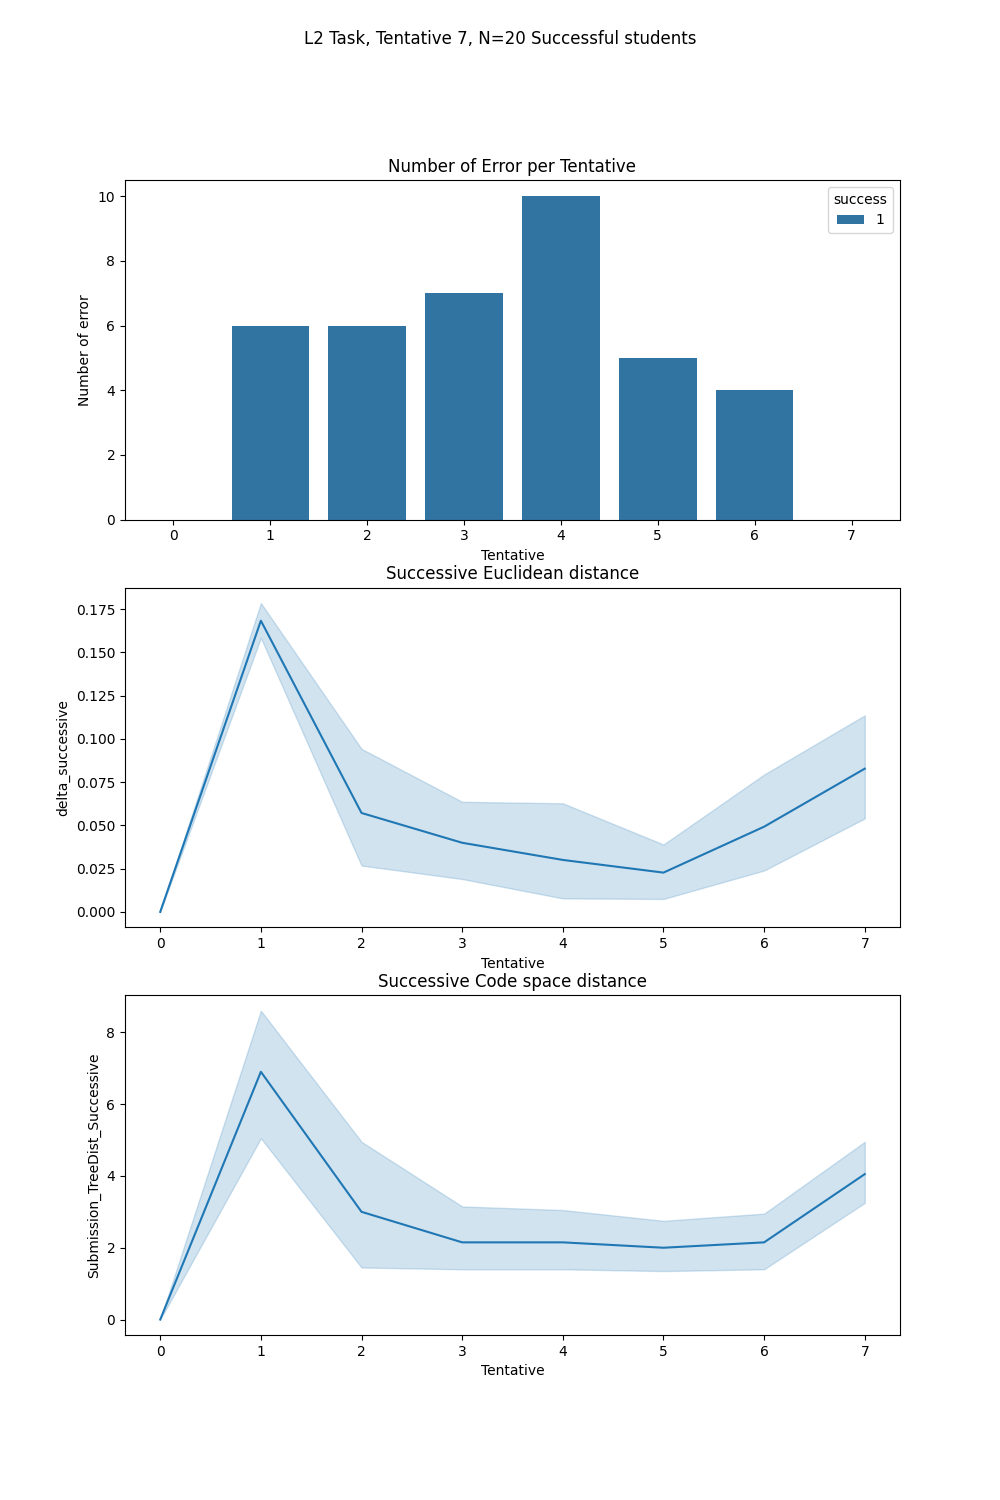 L2 Task, Tentative 7, N=20 Successful students
Number of Error per Tentative
success
1
Number of error
10
8
6
4
2
0
0 1 2 3 4 5 6 7
Tentative
Successive Euclidean distance
delta_successive
0.175
0.150
0.125
0.100
0.075
0.050
0.025
0.000
0 1 2 3 4 5 6 7
Tentative
Successive Code space distance
Submission_TreeDist_Successive
8
6
4
2
0
0 1 2 3 4 5 6 7
Tentative